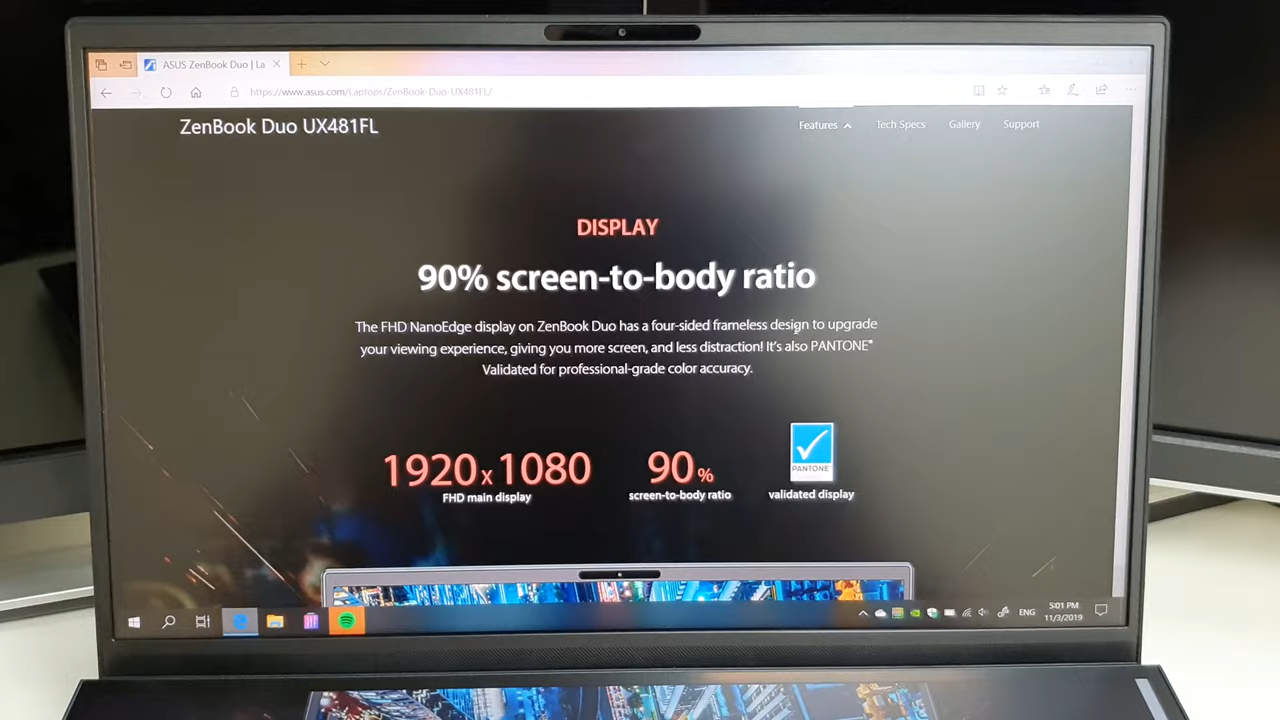 ASUS ZenBook Duo | La
https://www.asus.com/Laptops/ZenBook-Duo-UX481FL/
ZenBook Duo UX481FL
Features
Tech Specs
Gallery
Support
DISPLAY
90% screen-to-body ratio
The FHD NanoEdge display on ZenBook Duo has a four-sided frameless design to upgrade
your viewing experience, giving you more screen, and less distraction! It's also PANTONE®
Validated for professional-grade color accuracy.
1920 x 1080
FHD main display
90 %
screen-to-body ratio
PANTONE
validated display
ENG
5:01 PM
11/3/2019